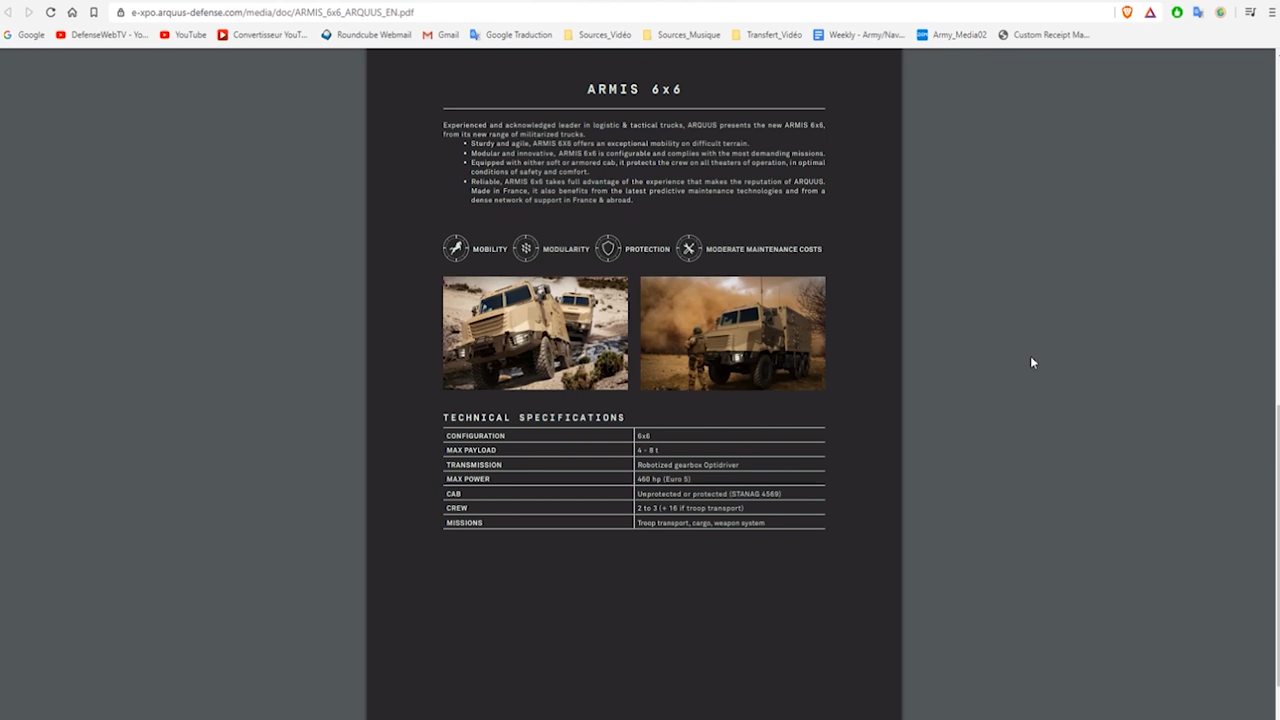 e-xpo.arquus-defense.com/media/doc/ARMIS_6x6_ARQUUS_EN.pdf
Google DefenseWebTV - Yo... YouTube Convertisseur YouT... Roundcube Webmail Gmail Google Traduction Sources_Vidéo Sources_Musique Transfert_Vidéo Weekly - Army/Nav... Army_Media02 Custom Receipt Ma...
ARMIS 6x6
Experienced and acknowledged leader in logistic & tactical trucks, ARQUUS presents the new ARMIS 6x6,
from its new range of militarized trucks.
• Sturdy and agile, ARMIS 6X6 offers an exceptional mobility on difficult terrain.
• Modular and innovative, ARMIS 6x6 is configurable and complies with the most demanding missions.
• Equipped with either soft or armored cab, it protects the crew on all theaters of operation, in optimal
conditions of safety and comfort.
• Reliable, ARMIS 6x6 takes full advantage of the experience that makes the reputation of ARQUUS.
Made in France, it also benefits from the latest predictive maintenance technologies and from a
dense network of support in France & abroad.
MOBILITY MODULARITY PROTECTION MODERATE MAINTENANCE COSTS
TECHNICAL SPECIFICATIONS
CONFIGURATION 6x6
MAX PAYLOAD 4 - 8 t
TRANSMISSION Robotized gearbox Optidriver
MAX POWER 460 hp (Euro 5)
CAB Unprotected or protected (STANAG 4569)
CREW 2 to 3 (+ 16 if troop transport)
MISSIONS Troop transport, cargo, weapon system